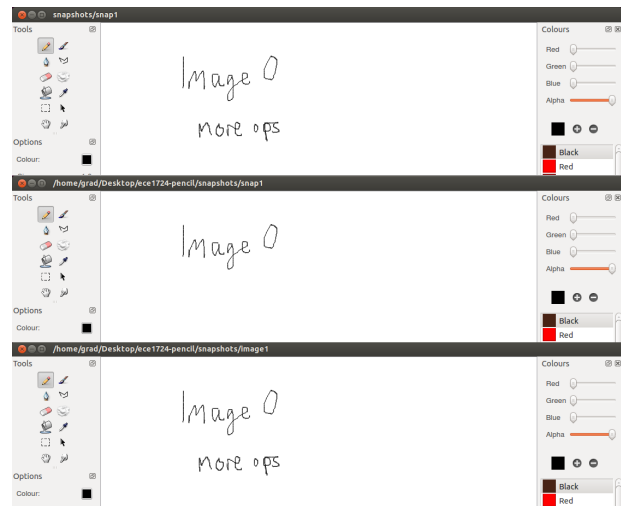 snapshots/snap1
Tools
Colours
Image 0
more ops
Red
Green
Blue
Alpha
Options
Colour:
Black
Red
/home/grad/Desktop/ece1724-pencil/snapshots/snap1
Tools
Colours
Image 0
Red
Green
Blue
Alpha
Options
Colour:
Black
Red
/home/grad/Desktop/ece1724-pencil/snapshots/image1
Tools
Colours
Image 0
more ops
Red
Green
Blue
Alpha
Options
Colour:
Black
Red